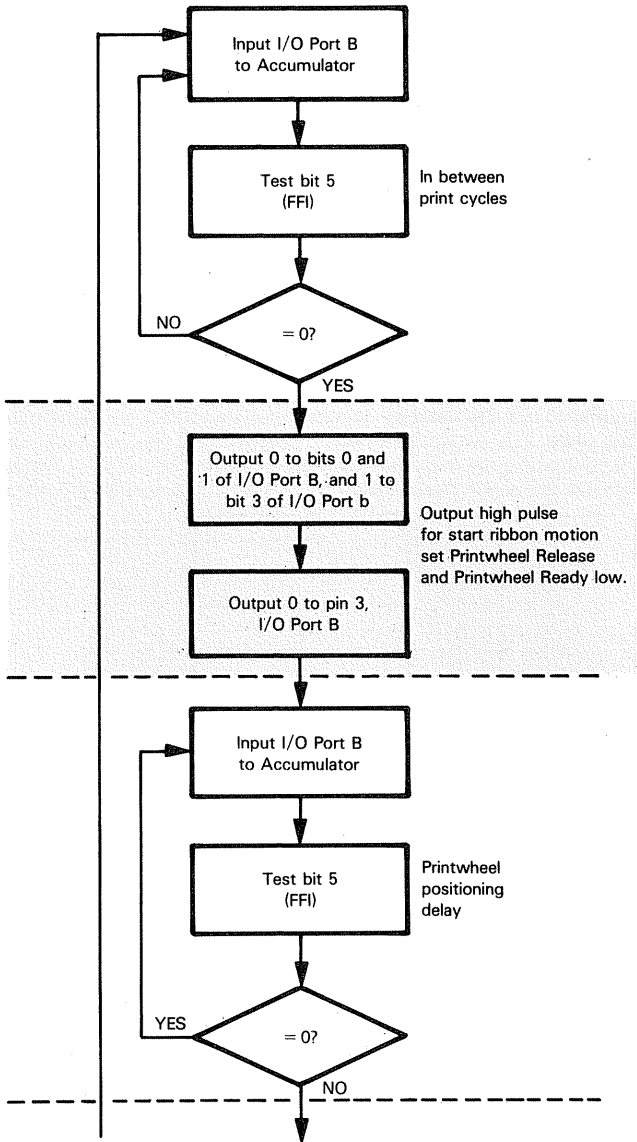 Input I/O Port B
to Accumulator
Test bit 5
(FFI)
In between
print cycles
= 0?
NO
YES
Output 0 to bits 0 and
1 of I/O Port B, and 1 to
bit 3 of I/O Port b
Output high pulse
for start ribbon motion
set Printwheel Release
and Printwheel Ready low.
Output 0 to pin 3,
I/O Port B
Input I/O Port B
to Accumulator
Test bit 5
(FFI)
Printwheel
positioning
delay
YES
= 0?
NO